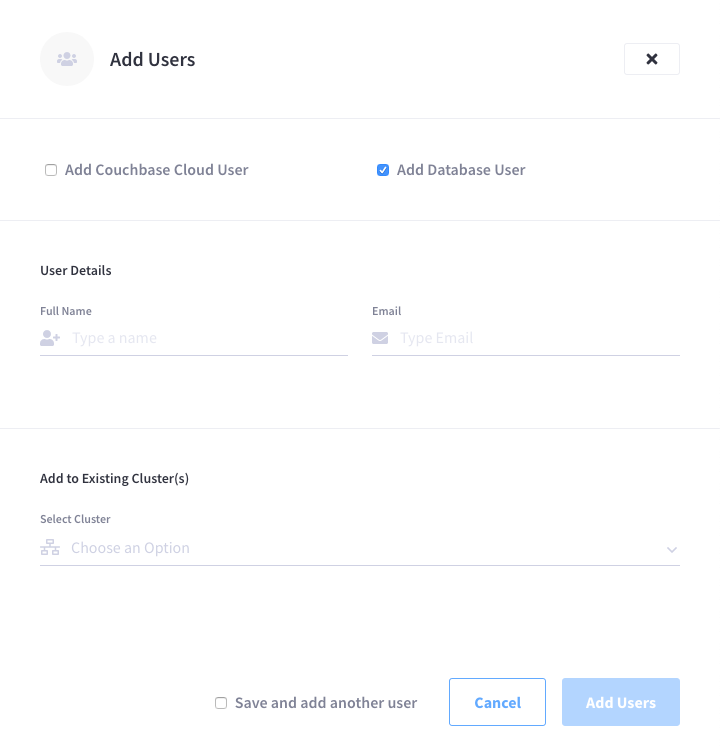 Add Users
Add Couchbase Cloud User
Add Database User
User Details
Full Name
Email
Type a name
Type Email
Add to Existing Cluster(s)
Select Cluster
Choose an Option
Save and add another user
Cancel
Add Users